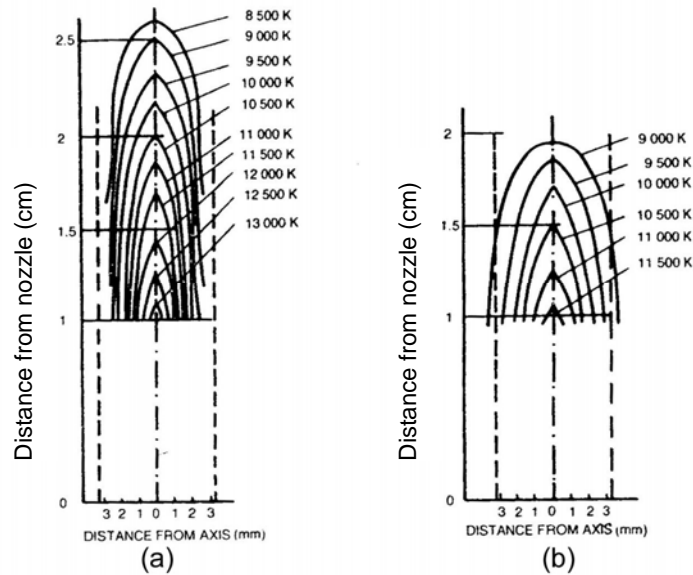 Distance from nozzle (cm)
2.5
2
1.5
1
0
8 500 K
9 000 K
9 500 K
10 000 K
10 500 K
11 000 K
11 500 K
12 000 K
12 500 K
13 000 K
3 2 1 0 1 2 3
DISTANCE FROM AXIS (mm)
(a)
Distance from nozzle (cm)
2
1.5
1
0
9 000 K
9 500 K
10 000 K
10 500 K
11 000 K
11 500 K
3 2 1 0 1 2 3
DISTANCE FROM AXIS (mm)
(b)